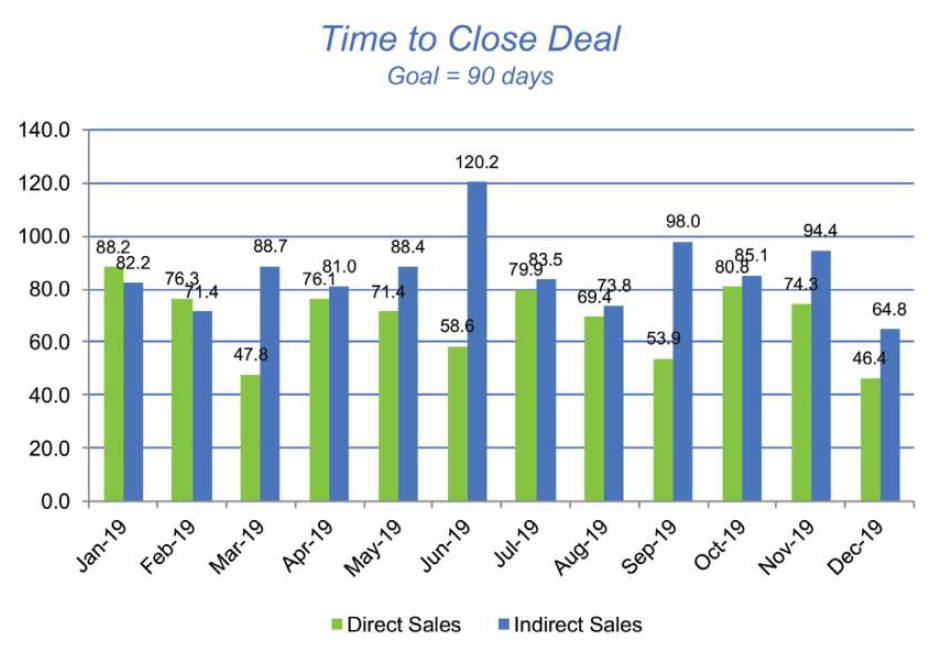 Time to Close Deal
Goal = 90 days
140.0
120.0
100.0
80.0
60.0
40.0
20.0
0.0
88.2
82.2
76.3
71.4
47.8
88.7
76.1
81.0
71.4
88.4
58.6
120.2
79.9
83.5
69.4
73.8
53.9
98.0
80.8
85.1
74.3
94.4
46.4
64.8
Jan-19
Feb-19
Mar-19
Apr-19
May-19
Jun-19
Jul-19
Aug-19
Sep-19
Oct-19
Nov-19
Dec-19
Direct Sales
Indirect Sales